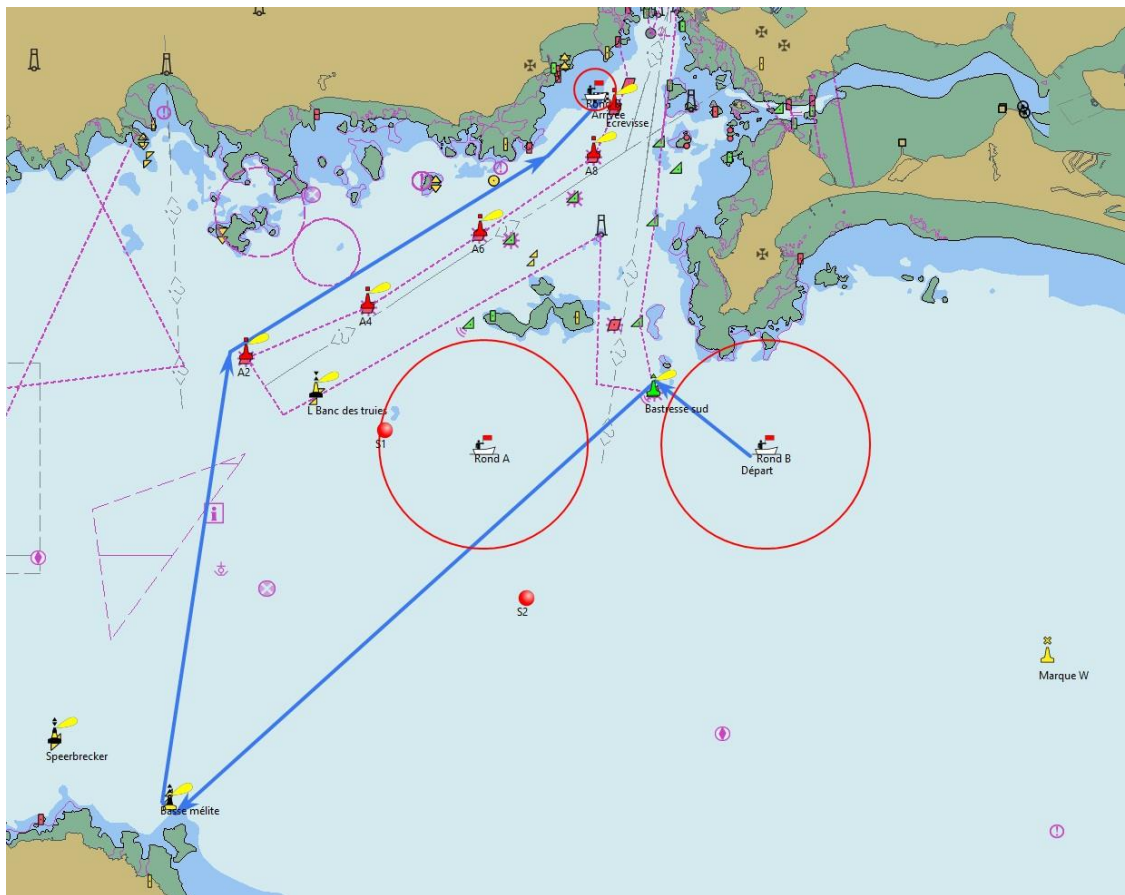 Arrivée
Ecrevisse
A8
A6
A4
A2
L Banc des truies
Bastresse sud
S1
Rond A
Rond B
Départ
S2
Marque W
Speerbrecker
Basse mélite